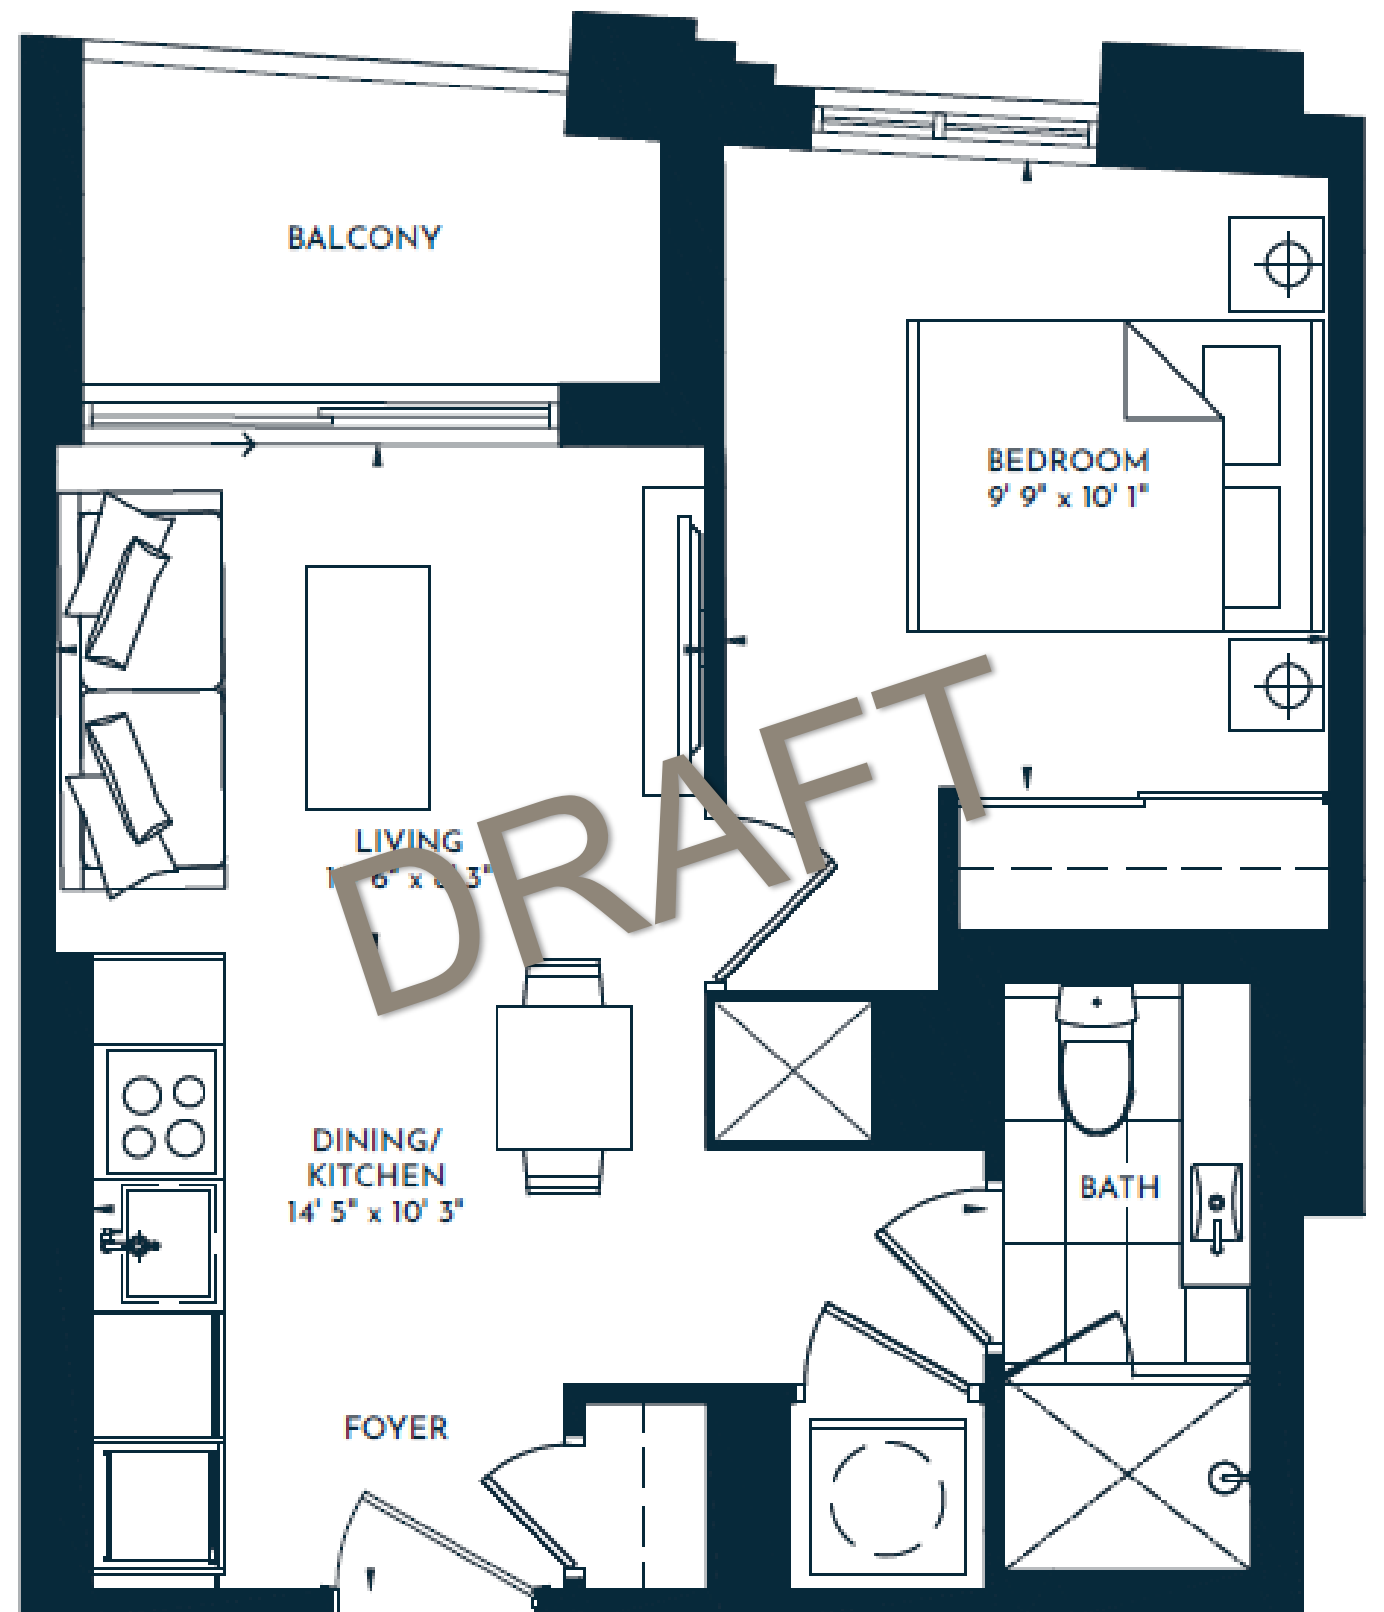 BALCONY
BEDROOM
9' 9" x 10' 1"
LIVING
DRAFT
DINING/
KITCHEN
14' 5" x 10' 3"
BATH
FOYER